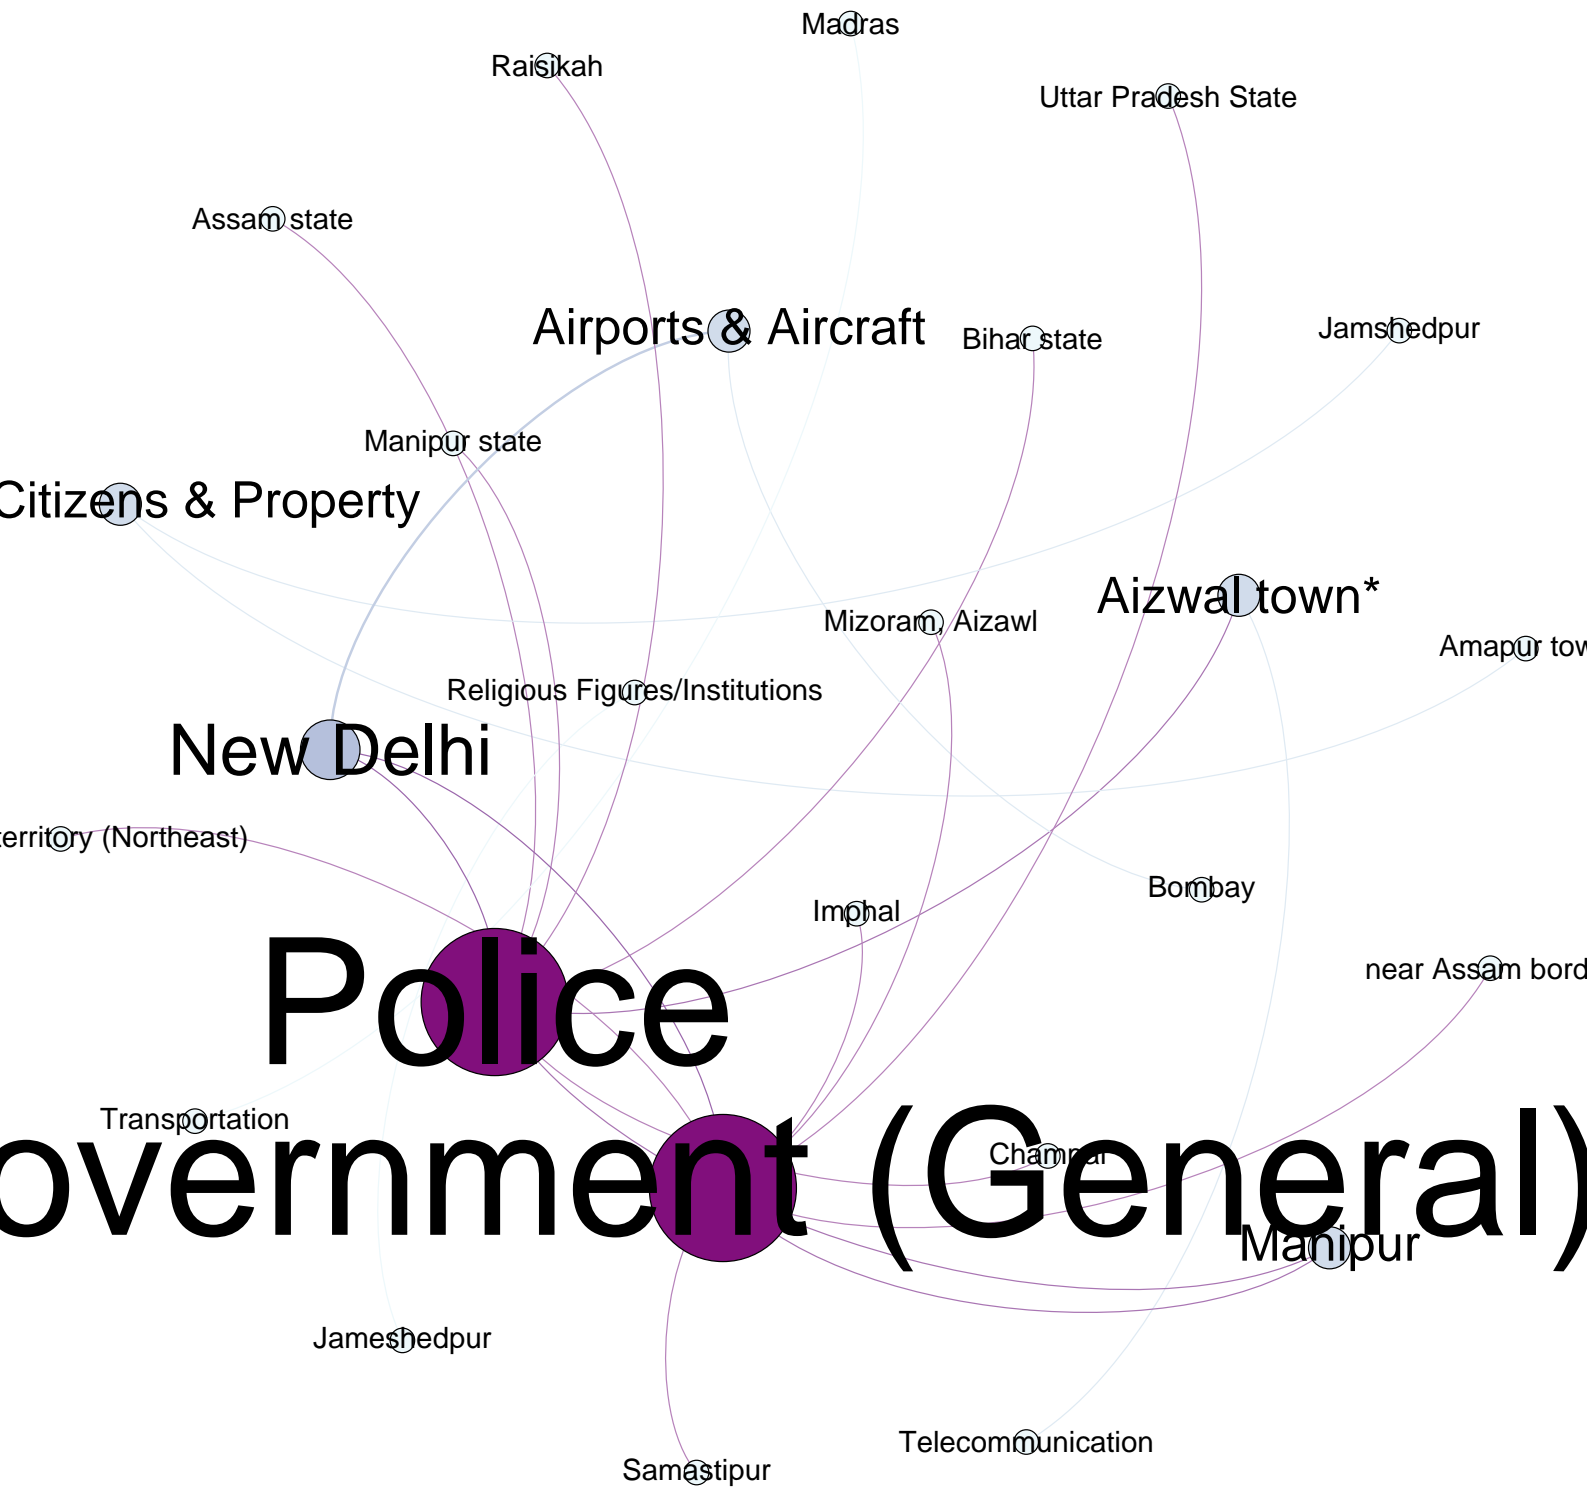 Madras
Raisikah
Uttar Pradesh State
Assam state
Airports & Aircraft
Bihar state
Jamshedpur
Manipur state
Citizens & Property
Aizwal town*
Mizoram, Aizawl
Amapur tow
Religious Figures/Institutions
New Delhi
territory (Northeast)
Bombay
Imphal
near Assam bord
Police
Transportation
overnment (General)
Manipur
Jameshedpur
Telecommunication
Samastipur